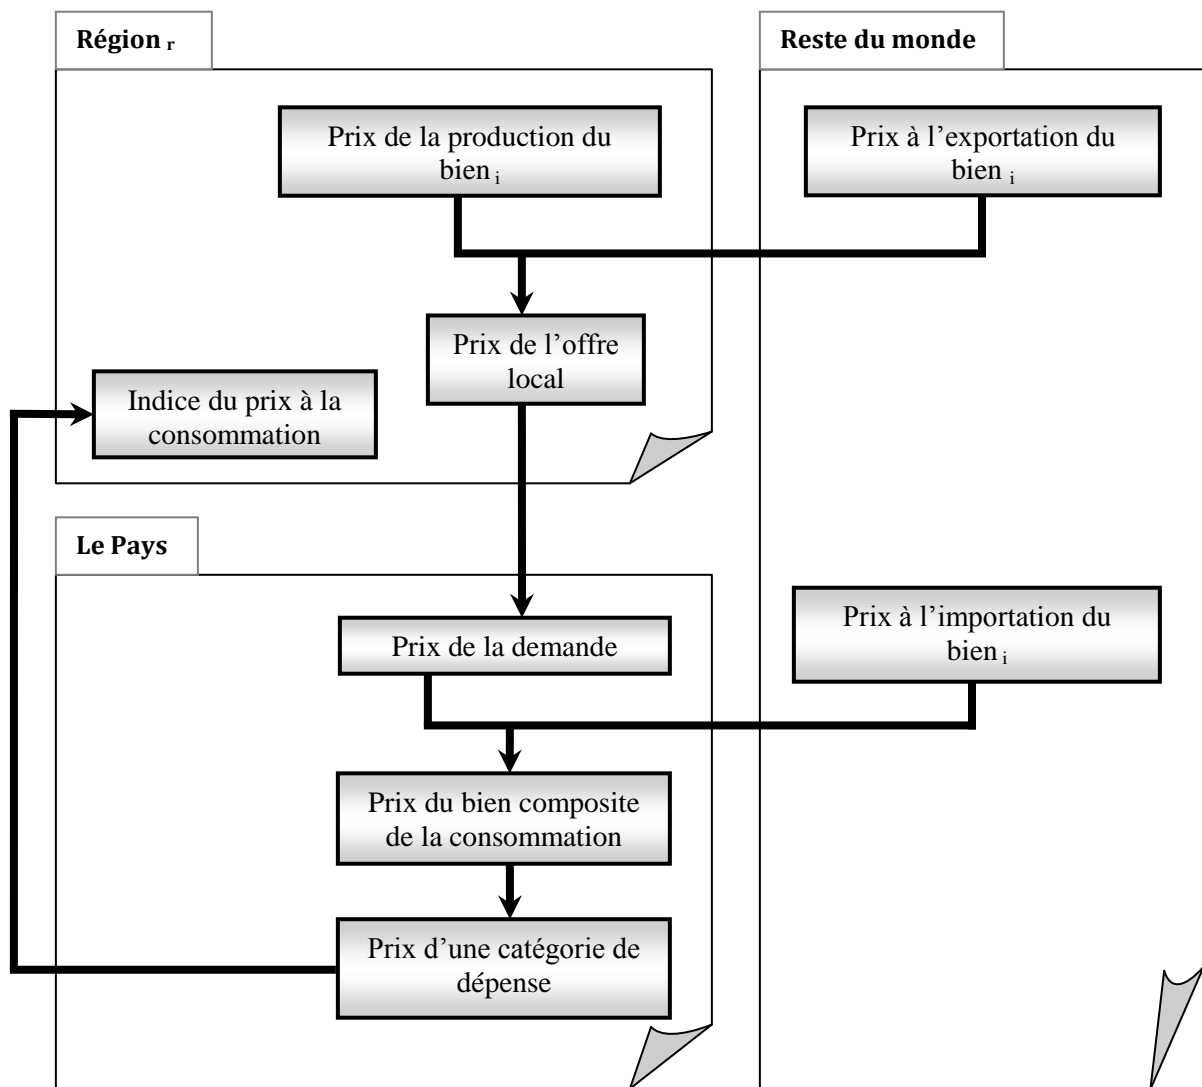 Région r
Reste du monde
Prix de la production du
bien i
Prix à l’exportation du
bien i
Prix de l’offre
local
Indice du prix à la
consommation
Le Pays
Prix de la demande
Prix à l’importation du
bien i
Prix du bien composite
de la consommation
Prix d’une catégorie de
dépense